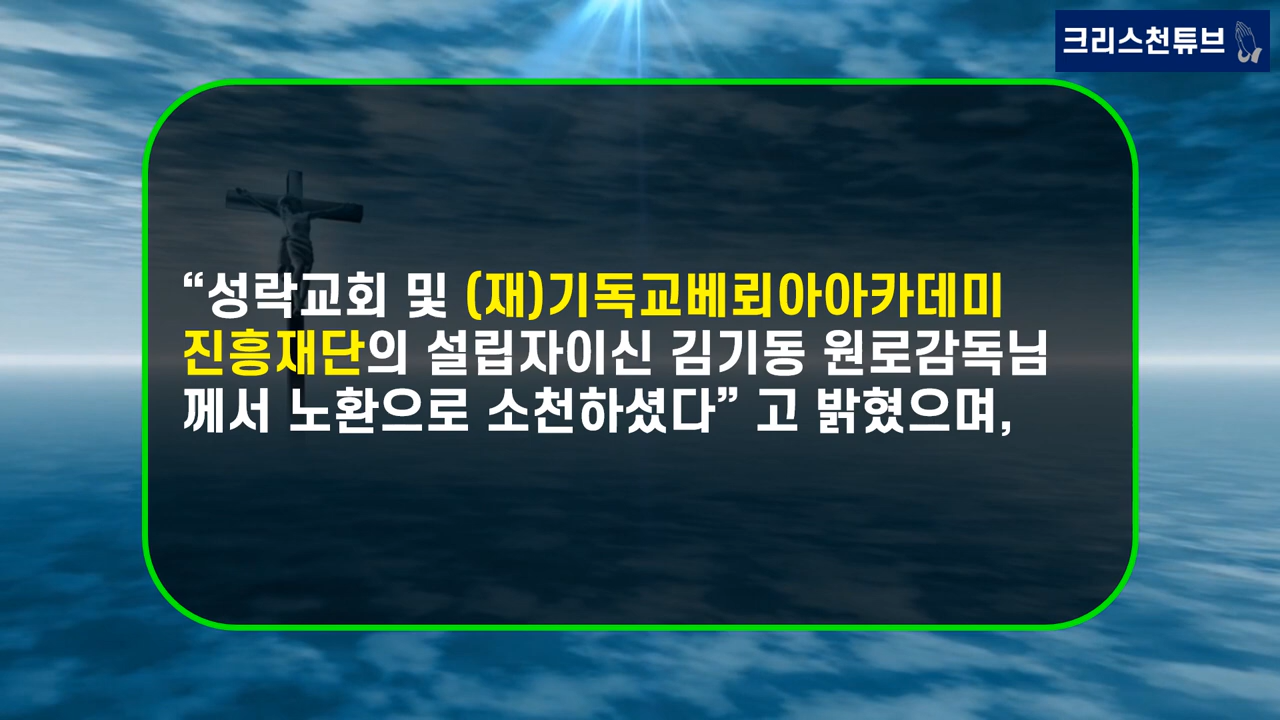 크리스천튜브
“성락교회 및 (재)기독교베뢰아아카데미
진흥재단의 설립자이신 김기동 원로감독님
께서 노환으로 소천하셨다” 고 밝혔으며,